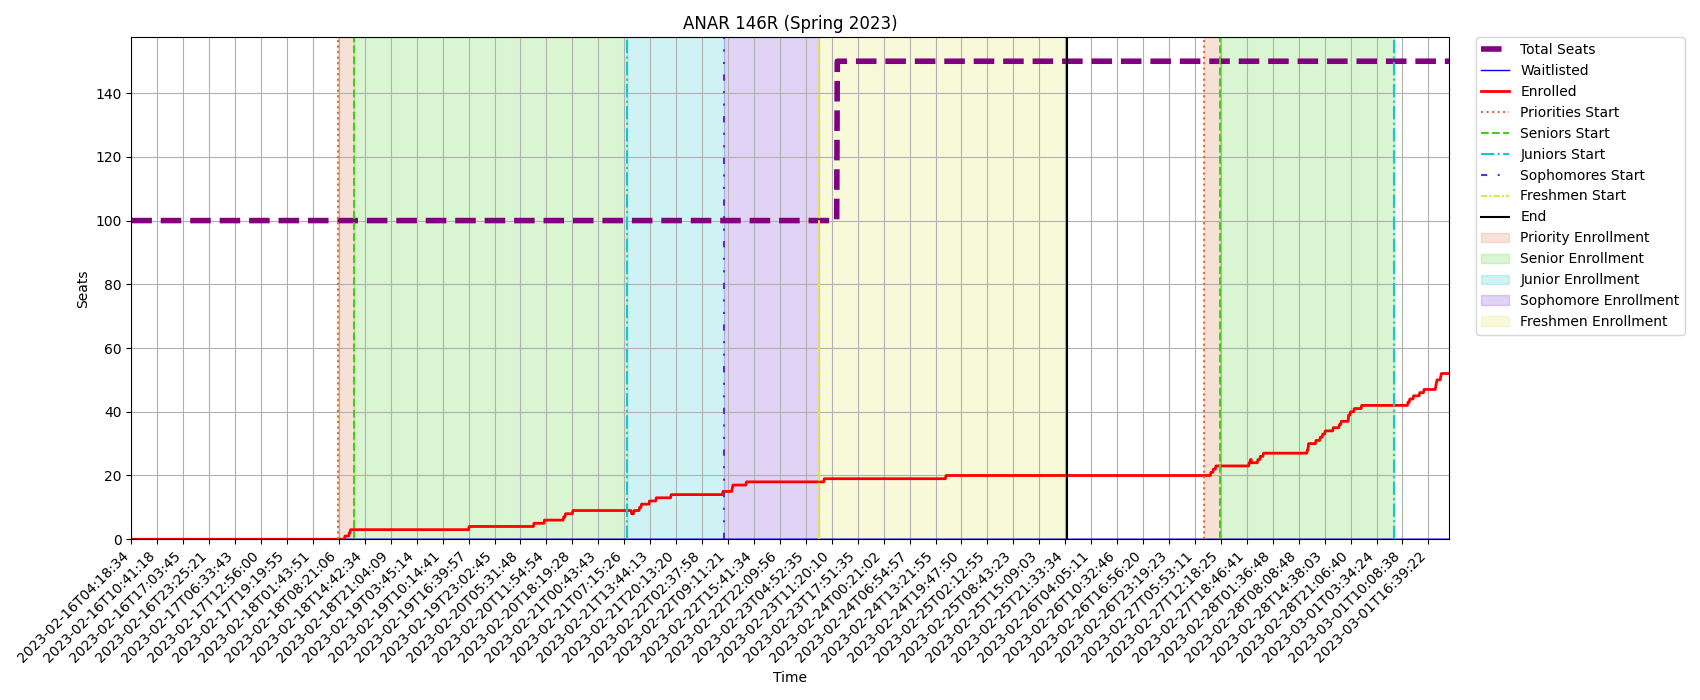 ANAR 146R (Spring 2023)
Seats
140
120
100
80
60
40
20
0
2023-02-16T04:18:34
2023-02-16T10:41:18
2023-02-16T17:03:45
2023-02-16T23:25:21
2023-02-17T06:33:43
2023-02-17T12:56:00
2023-02-17T19:19:55
2023-02-18T01:43:51
2023-02-18T08:21:06
2023-02-18T14:42:34
2023-02-18T21:04:09
2023-02-19T03:45:14
2023-02-19T10:14:41
2023-02-19T16:39:57
2023-02-19T23:02:45
2023-02-20T05:31:48
2023-02-20T11:54:54
2023-02-20T18:19:28
2023-02-21T00:43:43
2023-02-21T07:15:26
2023-02-21T13:44:13
2023-02-21T20:13:20
2023-02-22T02:37:58
2023-02-22T09:11:21
2023-02-22T15:41:34
2023-02-22T22:09:56
2023-02-23T04:52:35
2023-02-23T11:20:10
2023-02-23T17:51:35
2023-02-24T00:21:02
2023-02-24T06:54:57
2023-02-24T13:21:55
2023-02-24T19:47:50
2023-02-25T02:12:55
2023-02-25T08:43:23
2023-02-25T15:09:03
2023-02-25T21:33:34
2023-02-26T04:05:11
2023-02-26T10:32:46
2023-02-26T16:56:20
2023-02-26T23:19:23
2023-02-27T05:53:11
2023-02-27T12:18:25
2023-02-27T18:46:41
2023-02-28T01:36:48
2023-02-28T08:08:48
2023-02-28T14:38:03
2023-02-28T21:06:40
2023-03-01T03:34:24
2023-03-01T10:08:38
2023-03-01T16:39:22
Time
Total Seats
Waitlisted
Enrolled
Priorities Start
Seniors Start
Juniors Start
Sophomores Start
Freshmen Start
End
Priority Enrollment
Senior Enrollment
Junior Enrollment
Sophomore Enrollment
Freshmen Enrollment